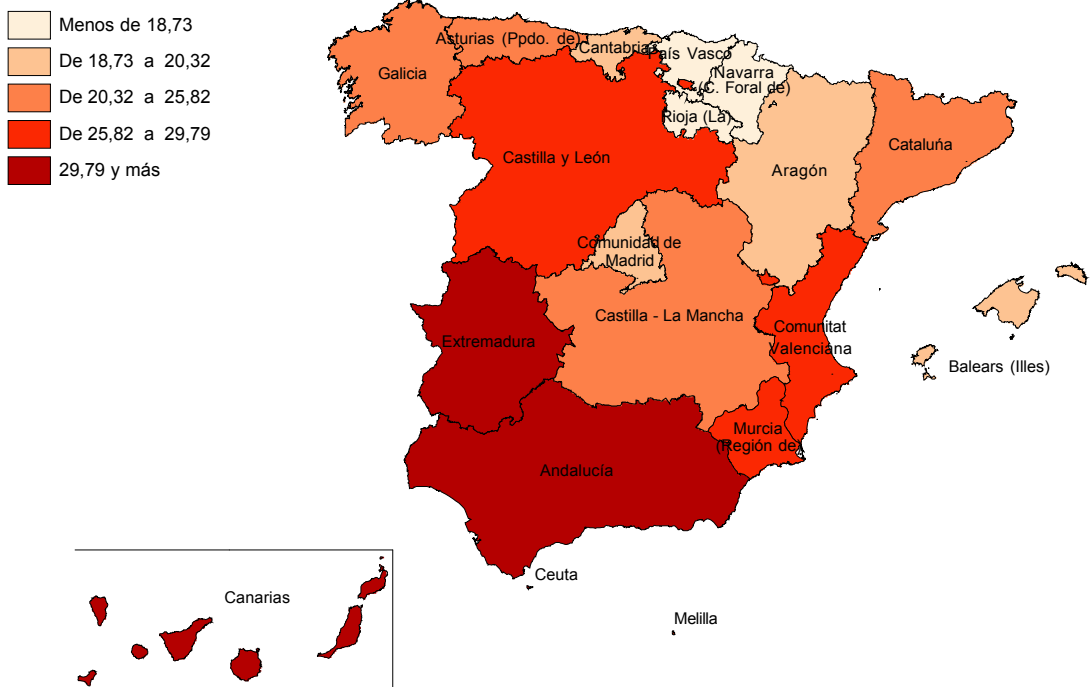 Menos de 18,73
De 18,73 a 20,32
De 20,32 a 25,82
De 25,82 a 29,79
29,79 y más
Asturias (Ppdo. de)
Cantabria
País Vasco
Galicia
Navarra
(C. Foral de)
Rioja (La)
Castilla y León
Cataluña
Aragón
Comunidad de
Madrid
Castilla - La Mancha
Comunitat
Valenciana
Extremadura
Balears (Illes)
Murcia
(Región de)
Andalucía
Ceuta
Canarias
Melilla